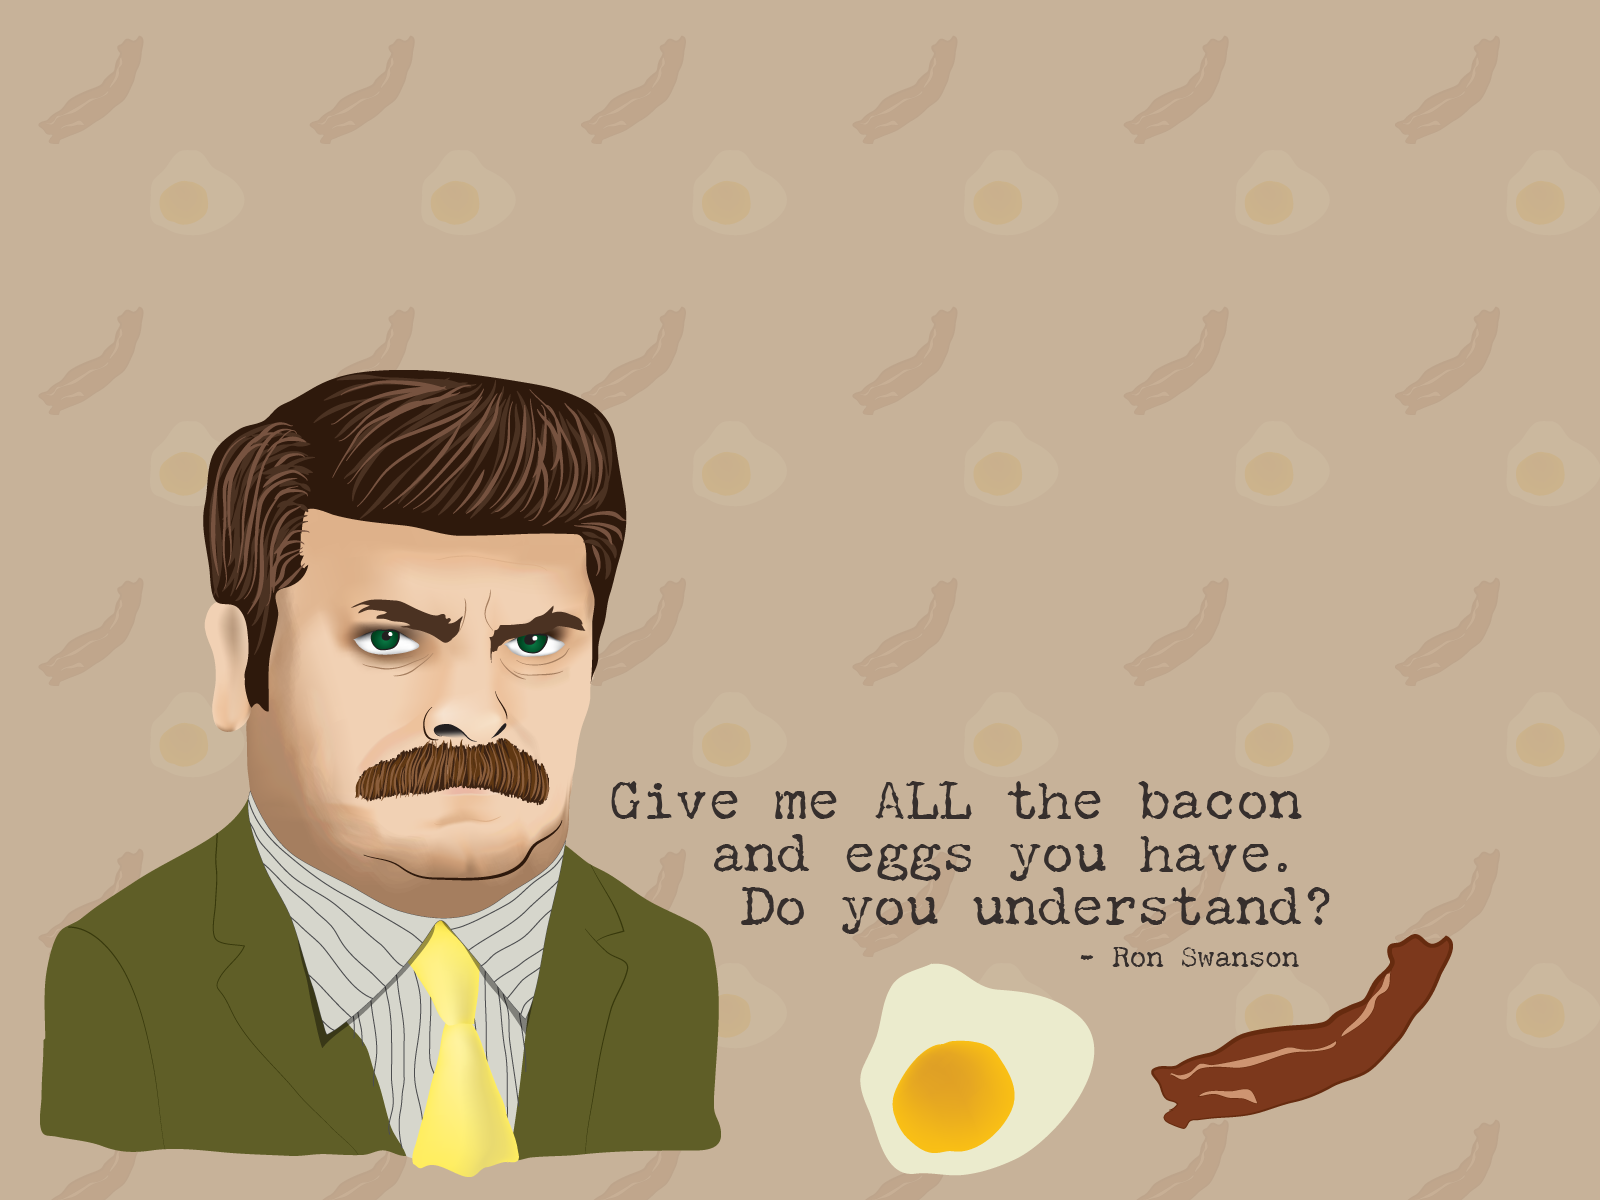 Give me ALL the bacon
and eggs you have.
Do you understand?
- Ron Swanson